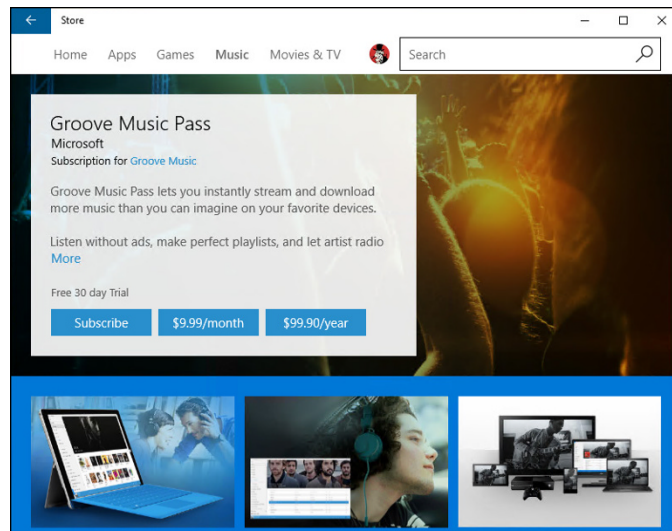 Store
Home Apps Games Music Movies & TV Search
Groove Music Pass
Microsoft
Subscription for Groove Music
Groove Music Pass lets you instantly stream and download
more music than you can imagine on your favorite devices.
Listen without ads, make perfect playlists, and let artist radio
More
Free 30 day Trial
Subscribe $9.99/month $99.90/year